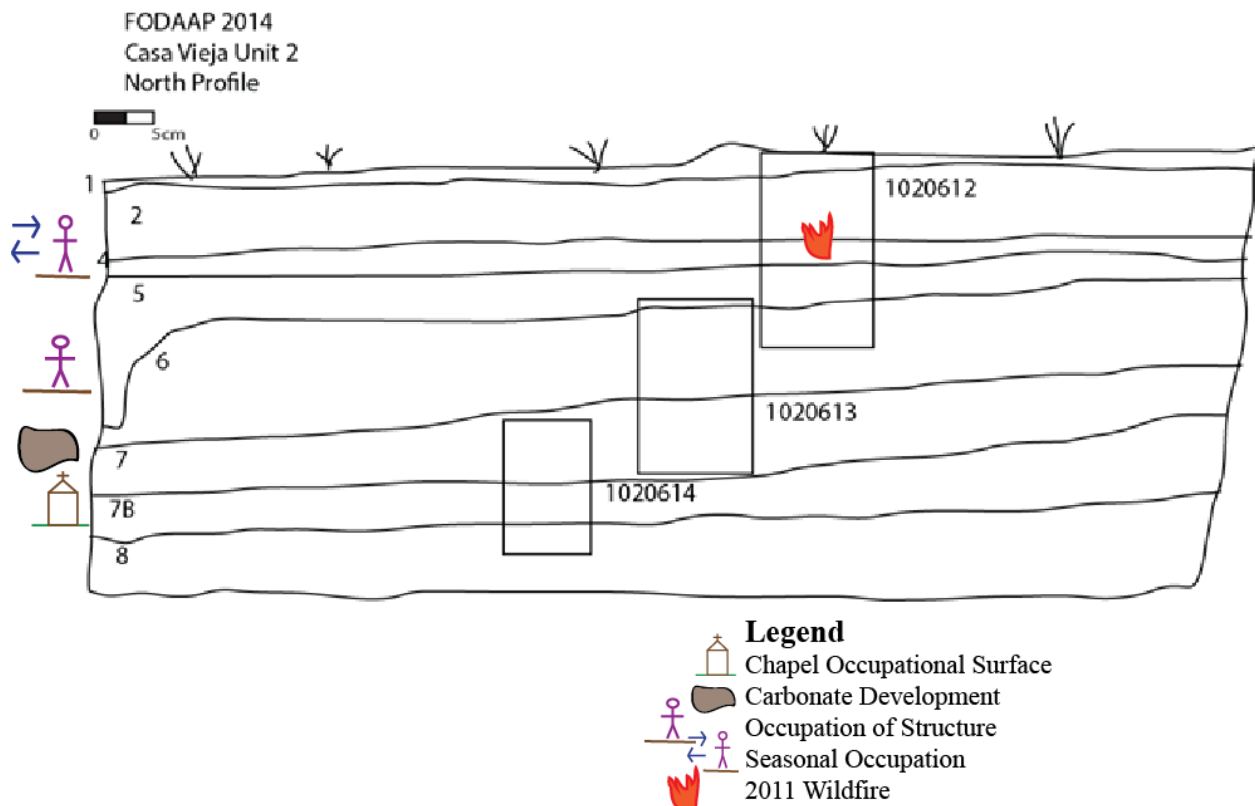 FODAAP 2014
Casa Vieja Unit 2
North Profile
0 5cm
1
1020612
2
4
5
6
1020613
7
1020614
7B
8
Legend
Chapel Occupational Surface
Carbonate Development
Occupation of Structure
Seasonal Occupation
2011 Wildfire